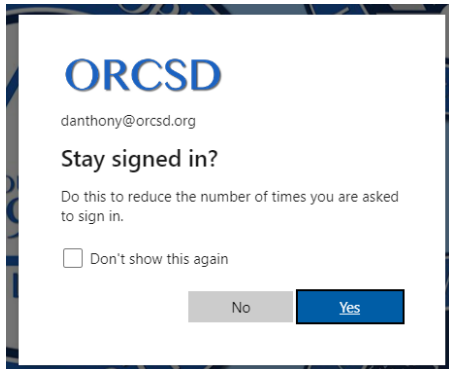 ORCSD
danthony@orcsd.org
Stay signed in?
Do this to reduce the number of times you are asked
to sign in.
Don't show this again
No
Yes